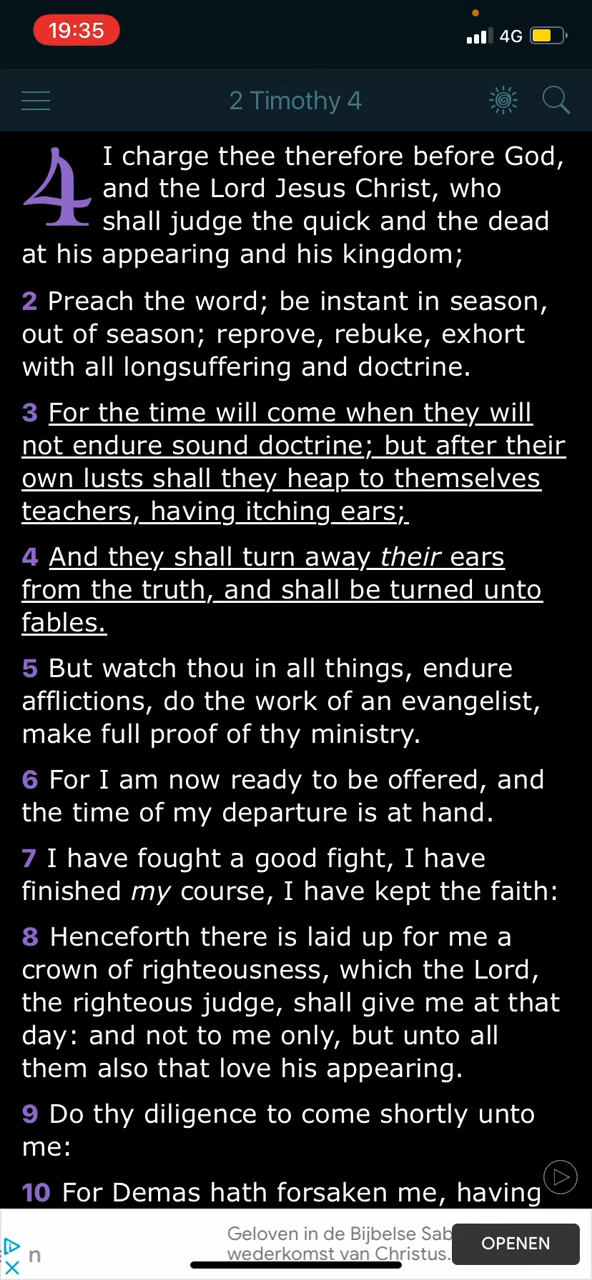 19:35
4G
2 Timothy 4
4 I charge thee therefore before God,
and the Lord Jesus Christ, who
shall judge the quick and the dead
at his appearing and his kingdom;
2 Preach the word; be instant in season,
out of season; reprove, rebuke, exhort
with all longsuffering and doctrine.
3 For the time will come when they will
not endure sound doctrine; but after their
own lusts shall they heap to themselves
teachers, having itching ears;
4 And they shall turn away their ears
from the truth, and shall be turned unto
fables.
5 But watch thou in all things, endure
afflictions, do the work of an evangelist,
make full proof of thy ministry.
6 For I am now ready to be offered, and
the time of my departure is at hand.
7 I have fought a good fight, I have
finished my course, I have kept the faith:
8 Henceforth there is laid up for me a
crown of righteousness, which the Lord,
the righteous judge, shall give me at that
day: and not to me only, but unto all
them also that love his appearing.
9 Do thy diligence to come shortly unto
me:
10 For Demas hath forsaken me, having
n
Geloven in de Bijbelse Sab
wederkomst van Christus.
OPENEN